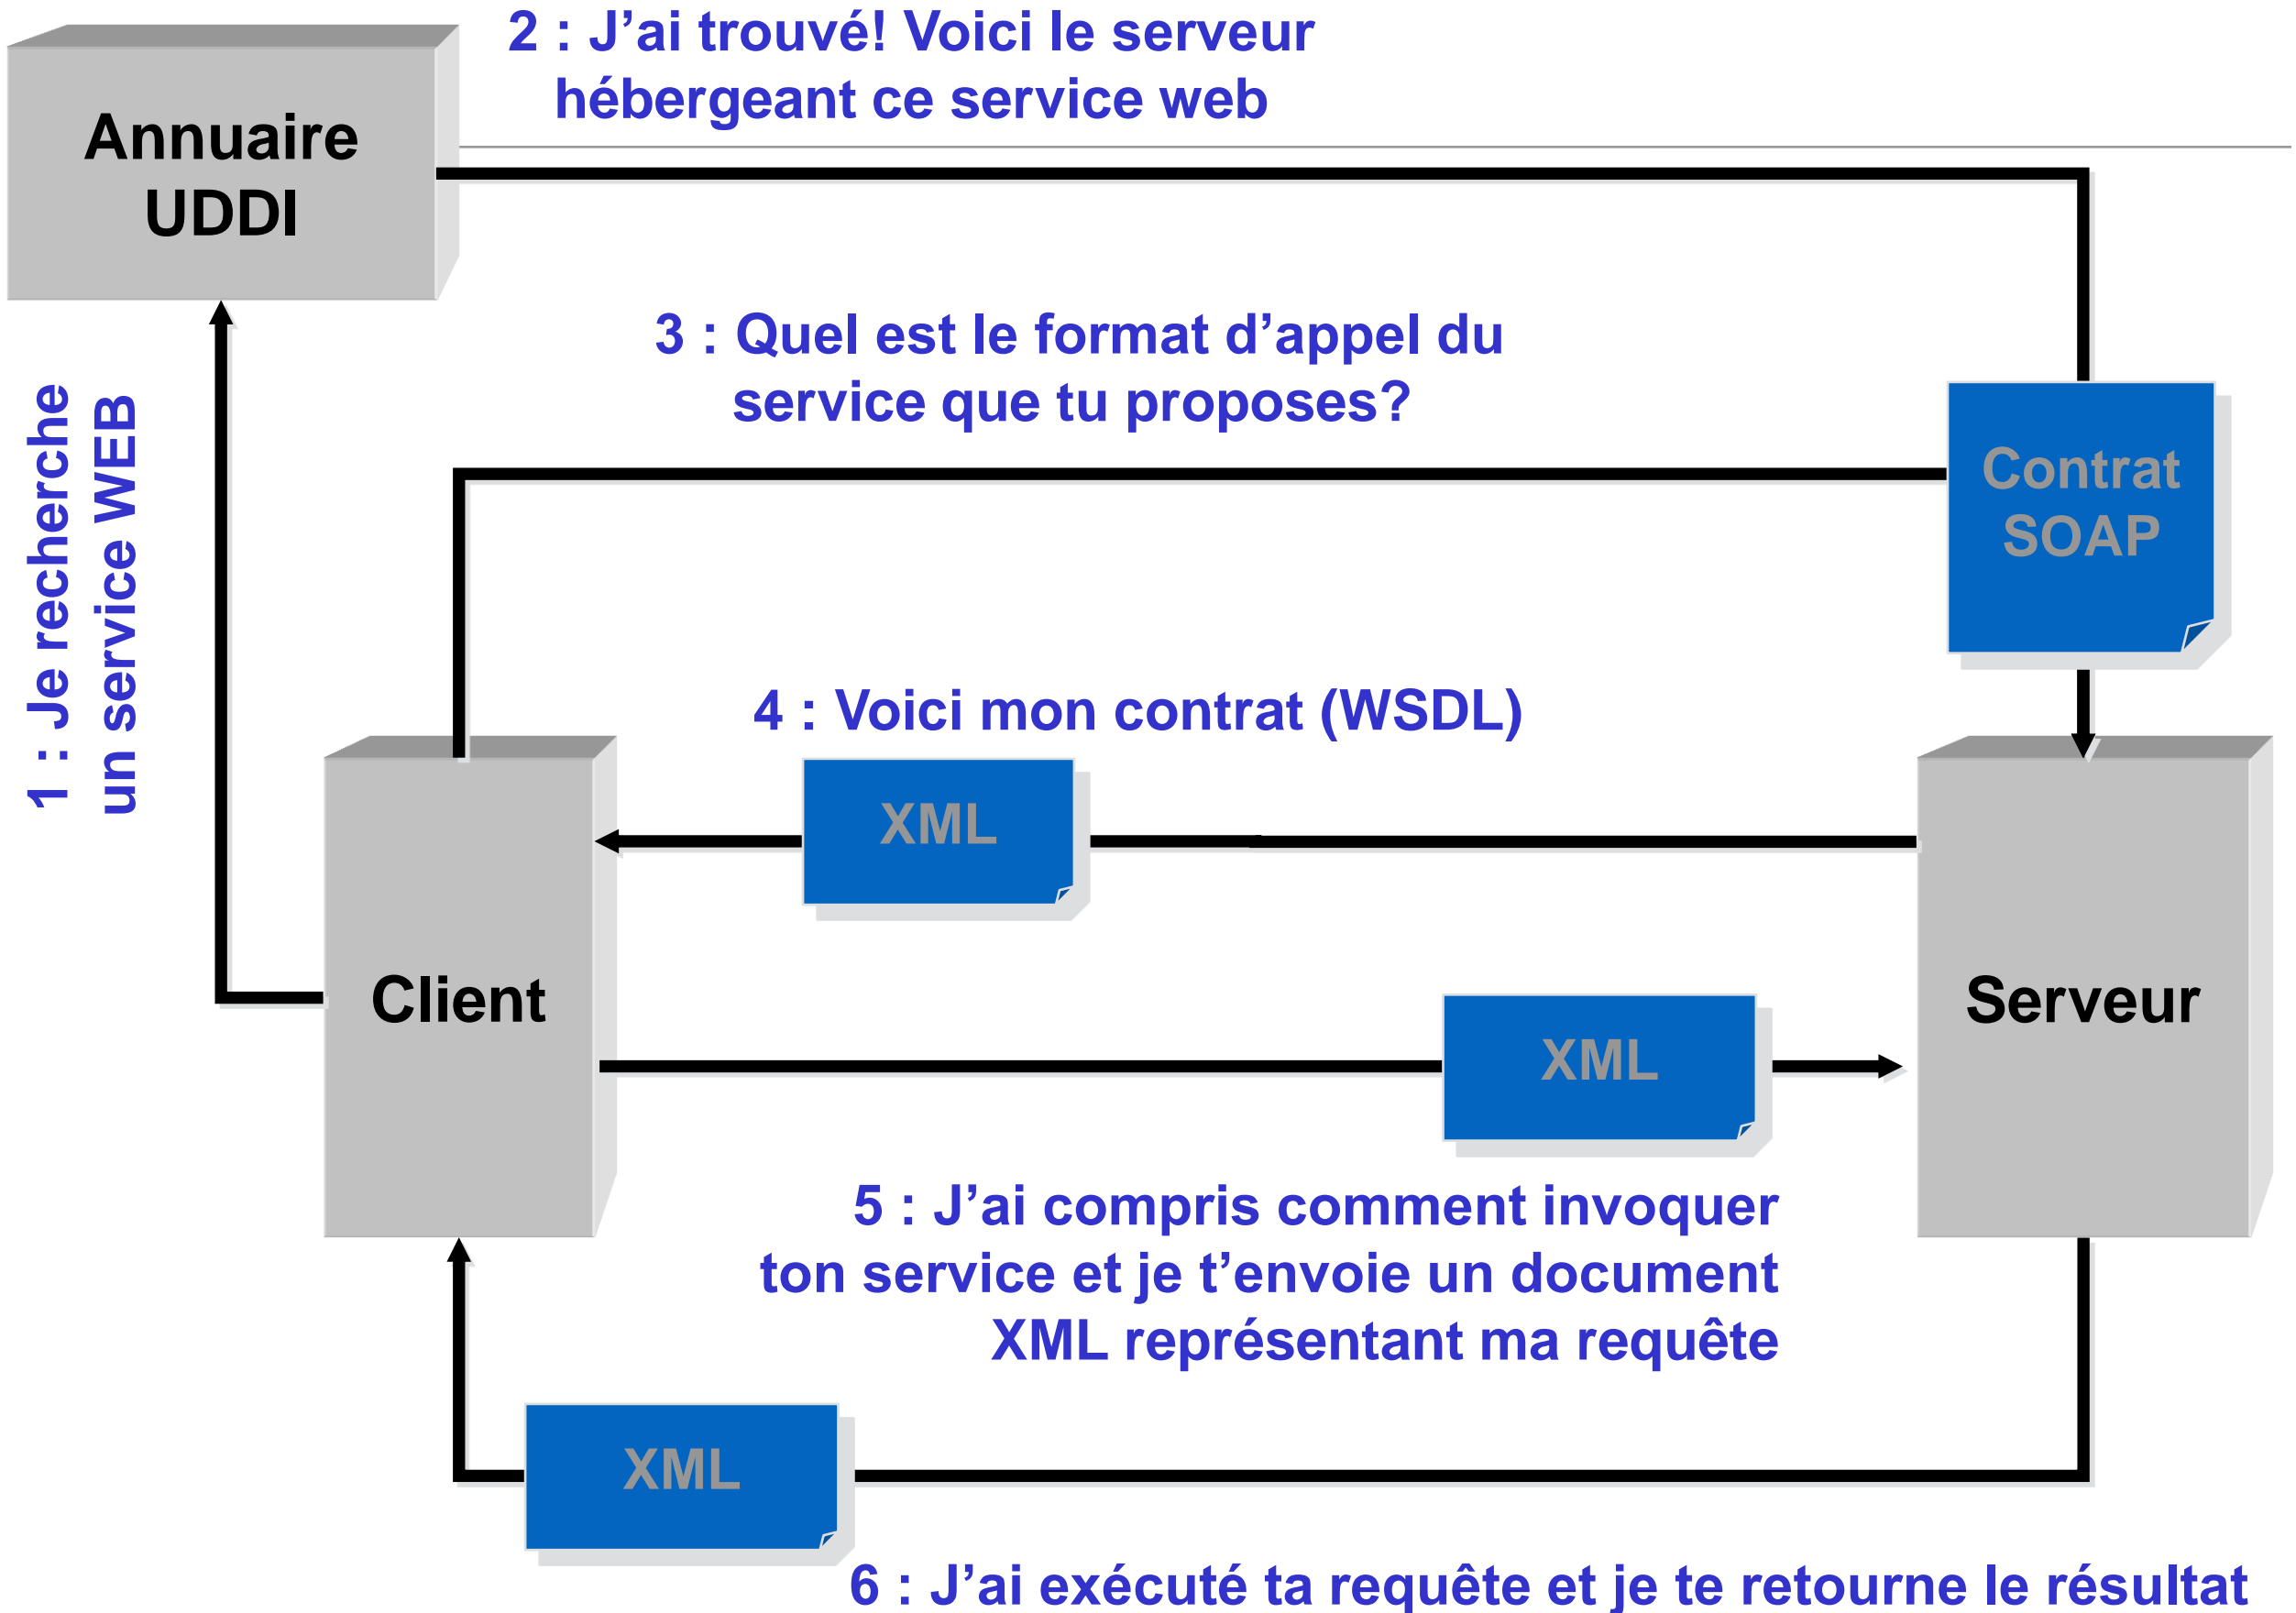 2 : J’ai trouvé! Voici le serveur
hébergeant ce service web
Annuaire
UDDI
3 : Quel est le format d’appel du
service que tu proposes?
1 : Je recherche
un service WEB
Contrat
SOAP
4 : Voici mon contrat (WSDL)
XML
Client
Serveur
XML
5 : J’ai compris comment invoquer
ton service et je t’envoie un document
XML représentant ma requête
XML
6 : J’ai exécuté ta requête et je te retourne le résultat